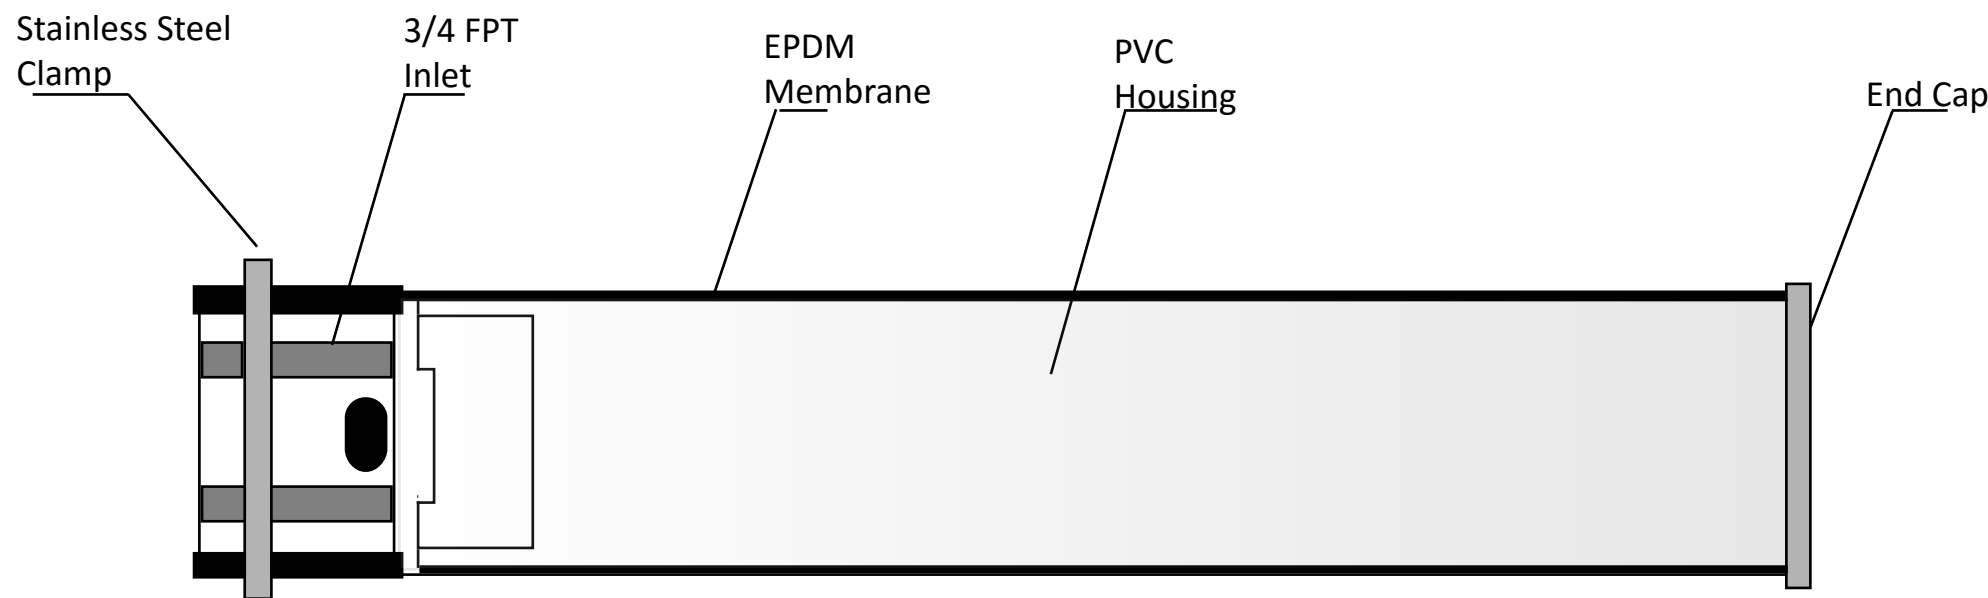 Stainless Steel
Clamp
3/4 FPT
Inlet
EPDM
Membrane
PVC
Housing
End Cap